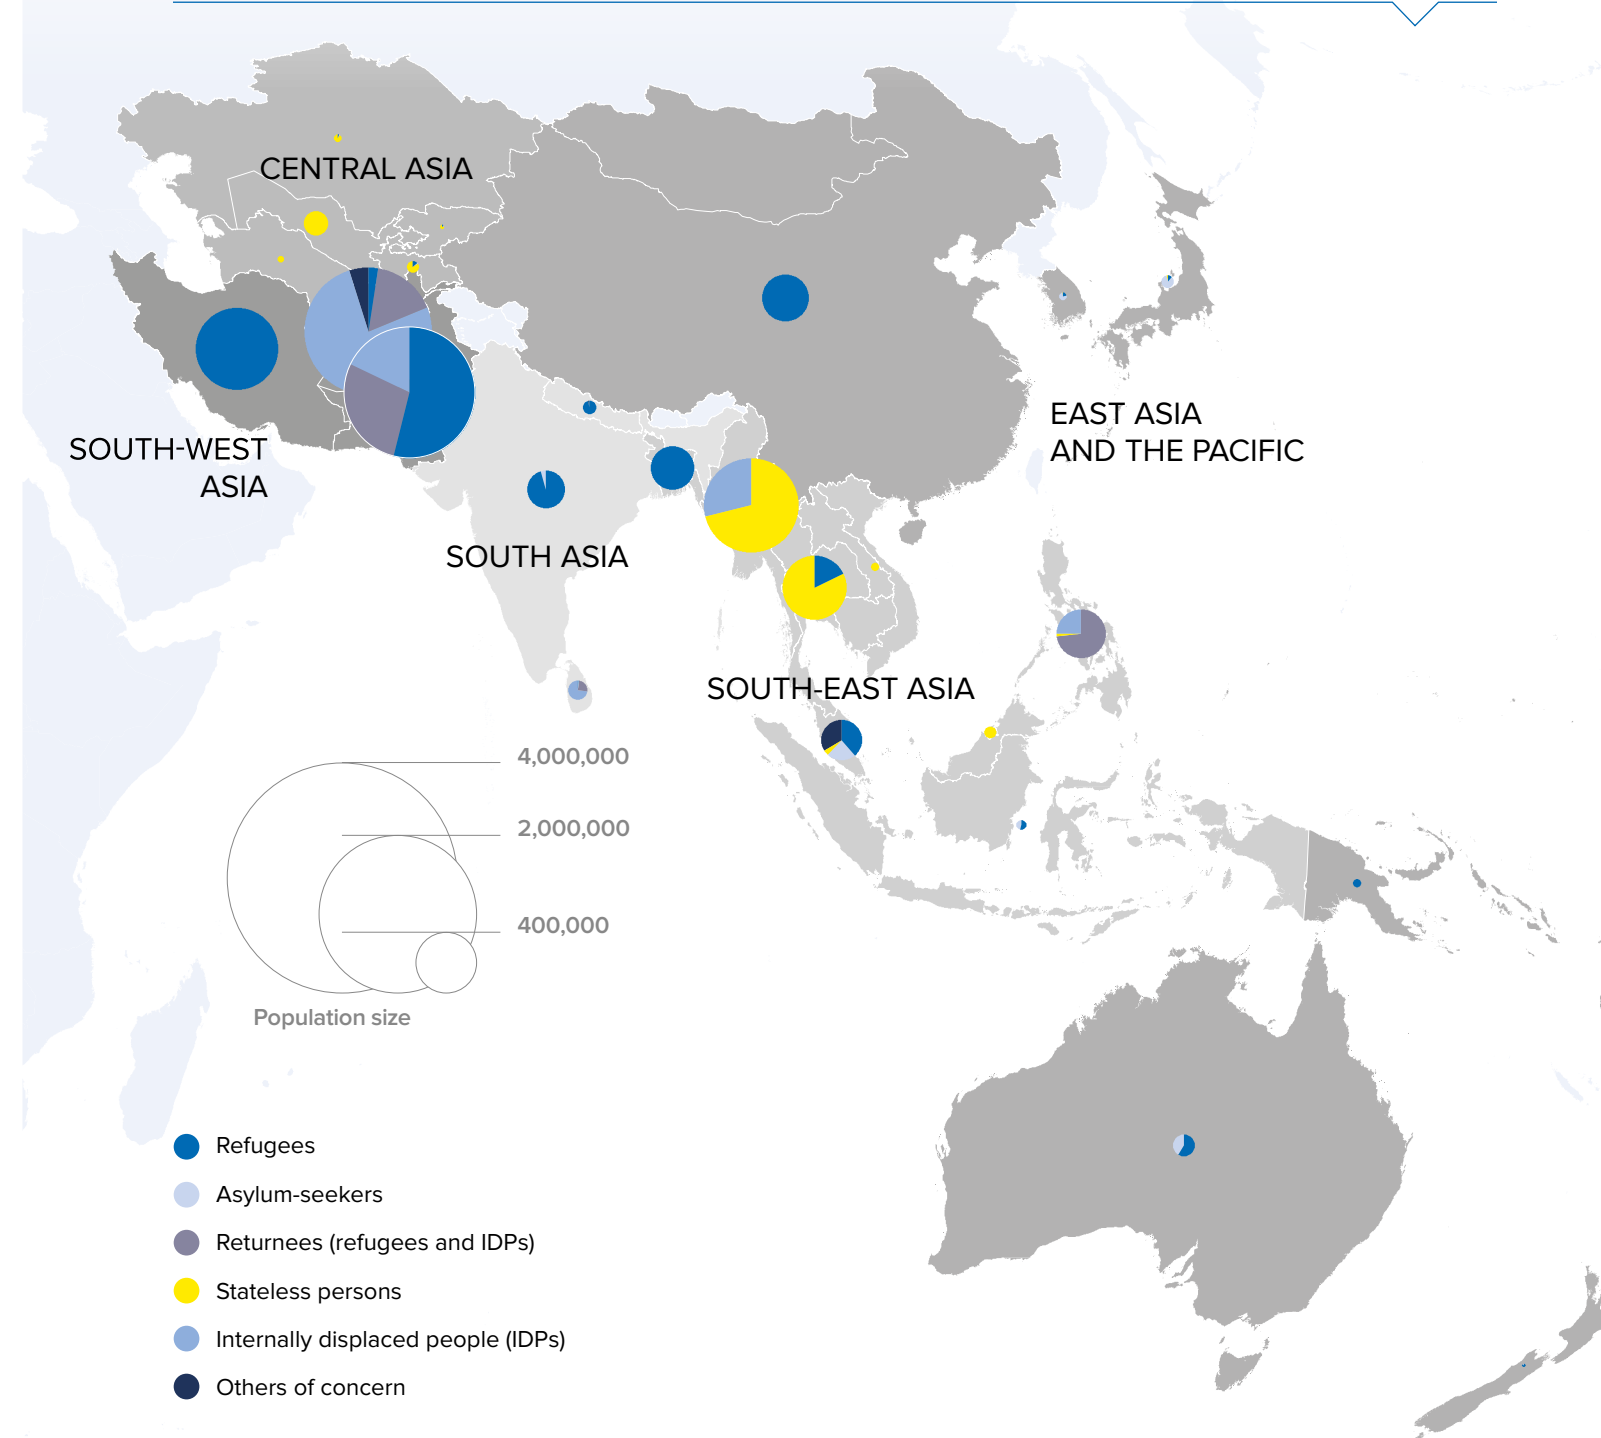 CENTRAL ASIA
EAST ASIA
AND THE PACIFIC
SOUTH-WEST
ASIA
SOUTH ASIA
SOUTH-EAST ASIA
4,000,000
2,000,000
400,000
Population size
Refugees
Asylum-seekers
Returnees (refugees and IDPs)
Stateless persons
Internally displaced people (IDPs)
Others of concern